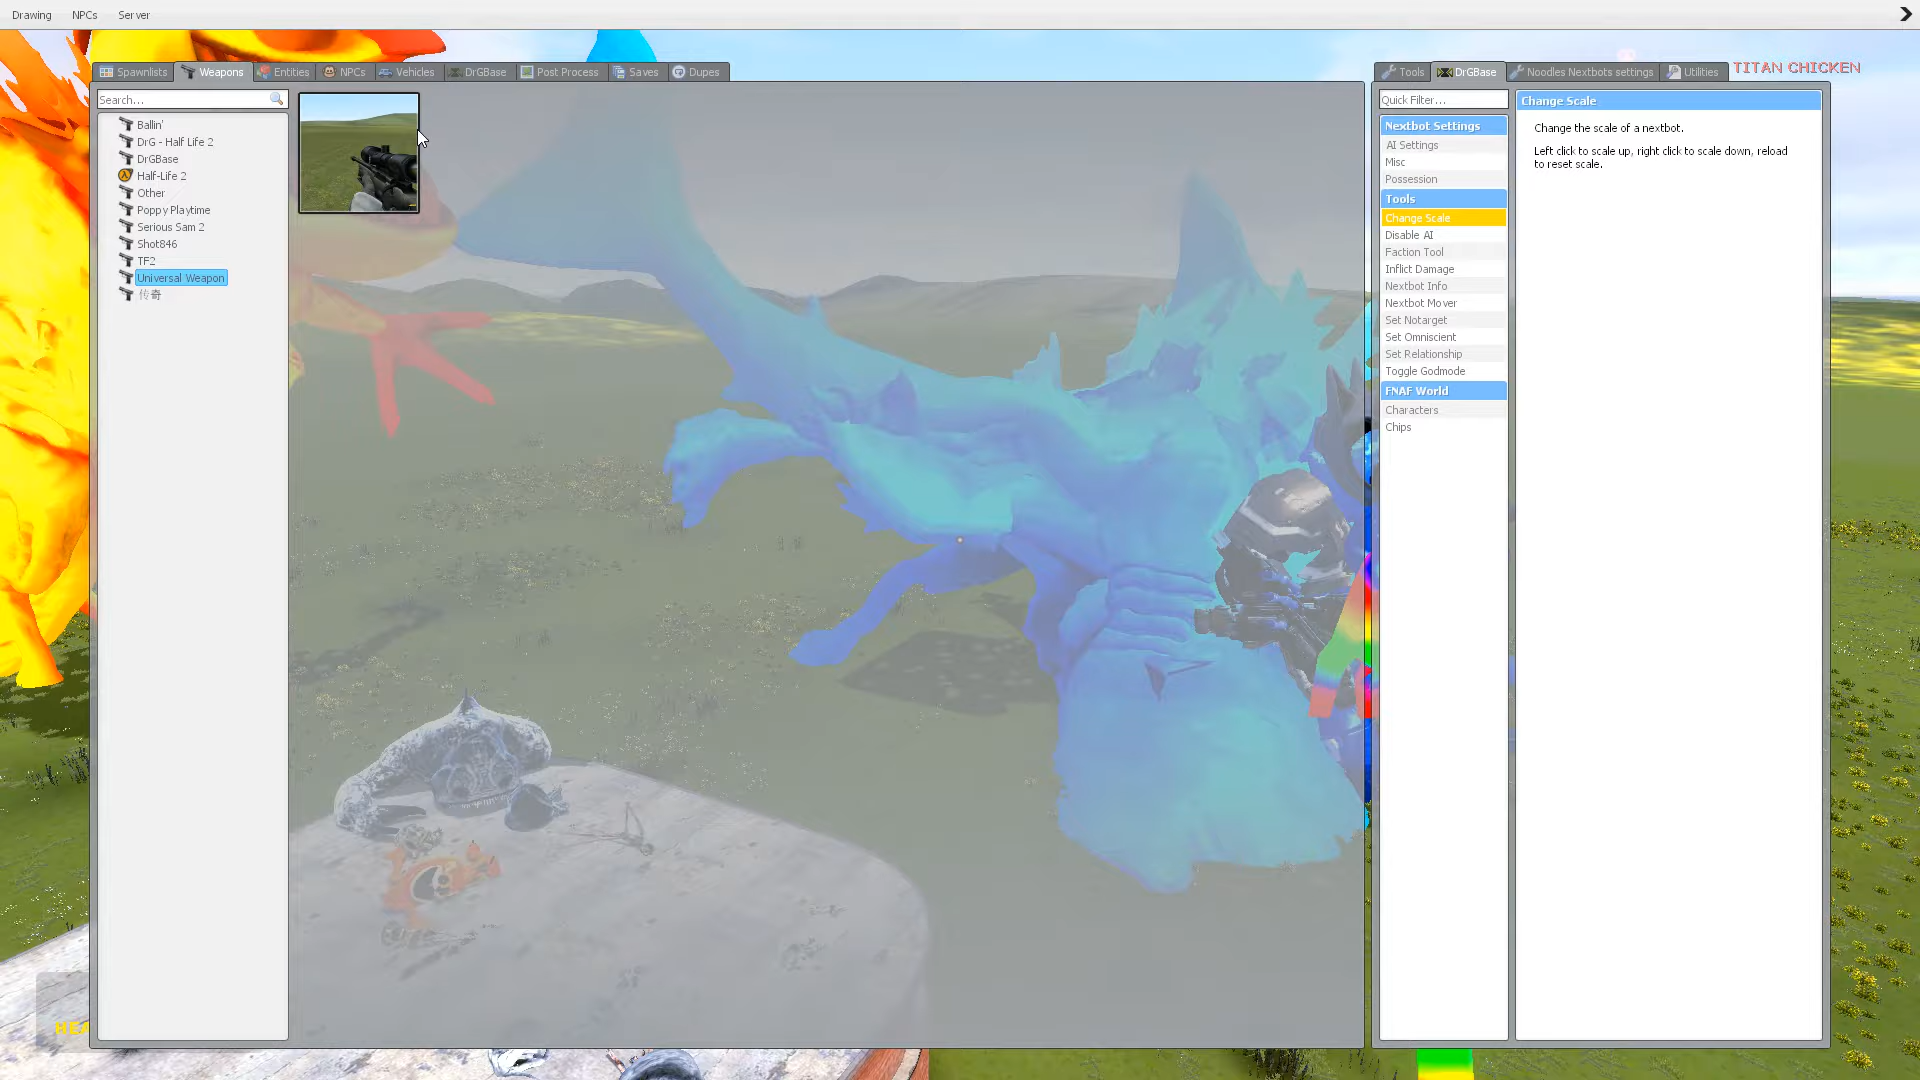 Drawing NPCs Server
Spawnlists Weapons Entities NPCs Vehicles DrGBase Post Process Saves Dupes
Search...
Ballin'
DrG - Half Life 2
DrGBase
Half-Life 2
Other
Poppy Playtime
Serious Sam 2
Shot846
TF2
Universal Weapon
传奇
Tools DrGBase Noodles Nextbots settings Utilities
TITAN CHICKEN
Quick Filter...
Nextbot Settings
AI Settings
Misc
Possession
Tools
Change Scale
Disable AI
Faction Tool
Inflict Damage
Nextbot Info
Nextbot Mover
Set Notarget
Set Omniscient
Set Relationship
Toggle Godmode
FNAF World
Characters
Chips
Change Scale
Change the scale of a nextbot.
Left click to scale up, right click to scale down, reload
to reset scale.